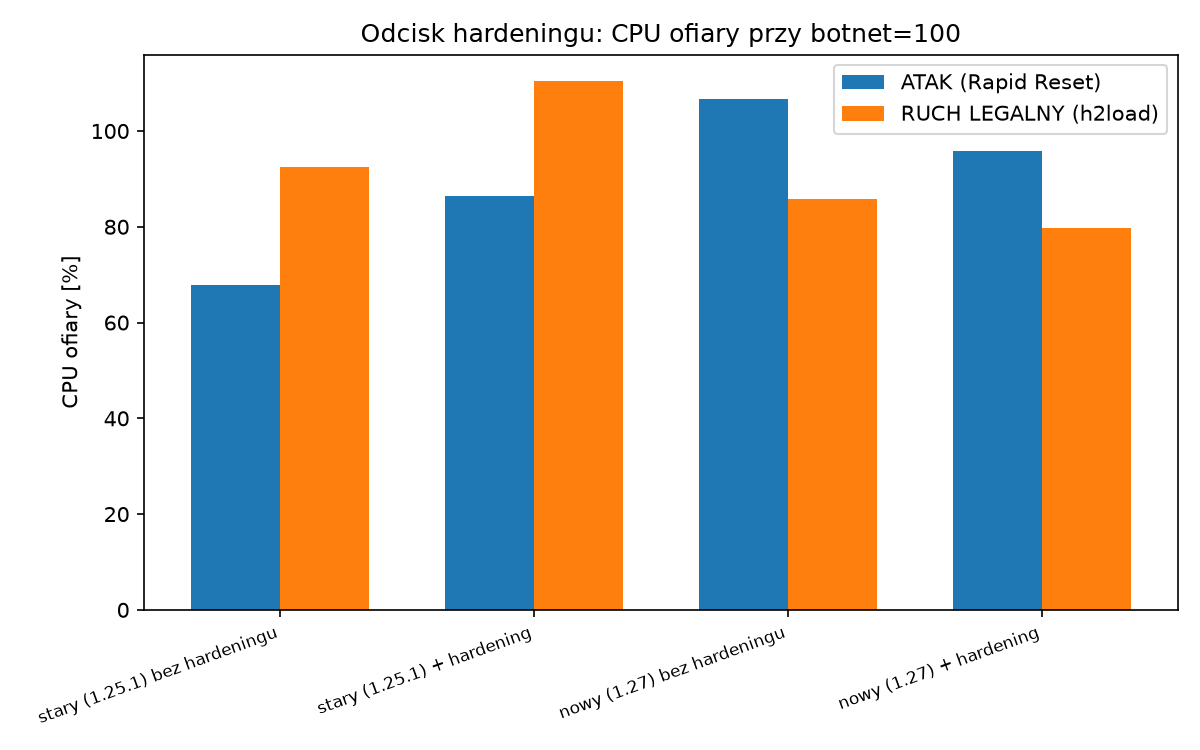 Odcisk hardeningu: CPU ofiary przy botnet=100
ATAK (Rapid Reset)
RUCH LEGALNY (h2load)
CPU ofiary [%]
100
80
60
40
20
0
stary (1.25.1) bez hardeningu
stary (1.25.1) + hardening
nowy (1.27) bez hardeningu
nowy (1.27) + hardening